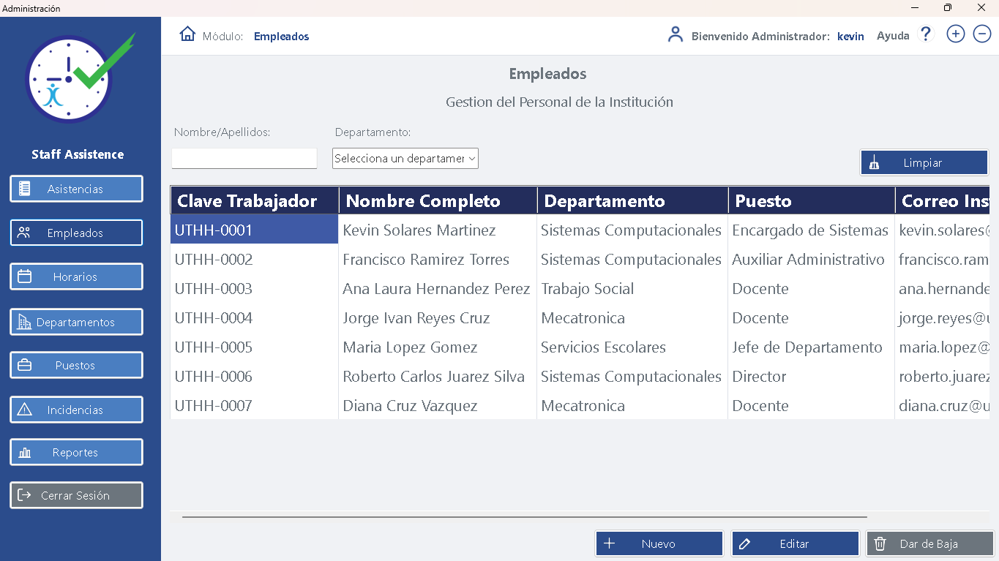 Administración
Módulo: Empleados
Bienvenido Administrador: kevin Ayuda ?
Staff Assistence
Asistencias
Empleados
Horarios
Departamentos
Puestos
Incidencias
Reportes
Cerrar Sesión
Empleados
Gestion del Personal de la Institución
Nombre/Apellidos: Departamento:
Selecciona un departamer
Limpiar
Clave Trabajador Nombre Completo Departamento Puesto Correo Ins
UTHH-0001 Kevin Solares Martinez Sistemas Computacionales Encargado de Sistemas kevin.solares@
UTHH-0002 Francisco Ramirez Torres Sistemas Computacionales Auxiliar Administrativo francisco.ram
UTHH-0003 Ana Laura Hernandez Perez Trabajo Social Docente ana.hernande
UTHH-0004 Jorge Ivan Reyes Cruz Mecatronica Docente jorge.reyes@u
UTHH-0005 Maria Lopez Gomez Servicios Escolares Jefe de Departamento maria.lopez@
UTHH-0006 Roberto Carlos Juarez Silva Sistemas Computacionales Director roberto.juarez
UTHH-0007 Diana Cruz Vazquez Mecatronica Docente diana.cruz@u
Nuevo Editar Dar de Baja